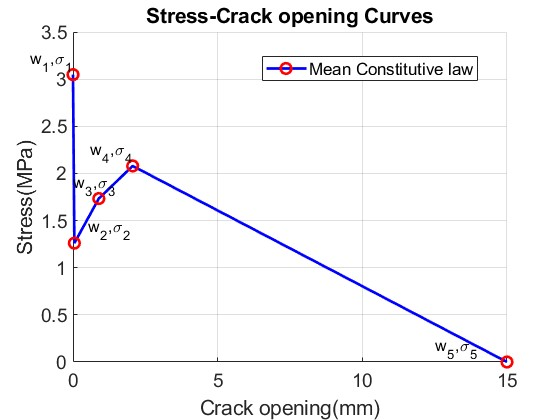 Stress-Crack opening Curves
Mean Constitutive law
Stress(MPa)
3.5
3
2.5
2
1.5
1
0.5
0
w₁,σ₁
w₄,σ₄
w₃,σ₃
w₂,σ₂
w₅,σ₅
0 5 10 15
Crack opening(mm)